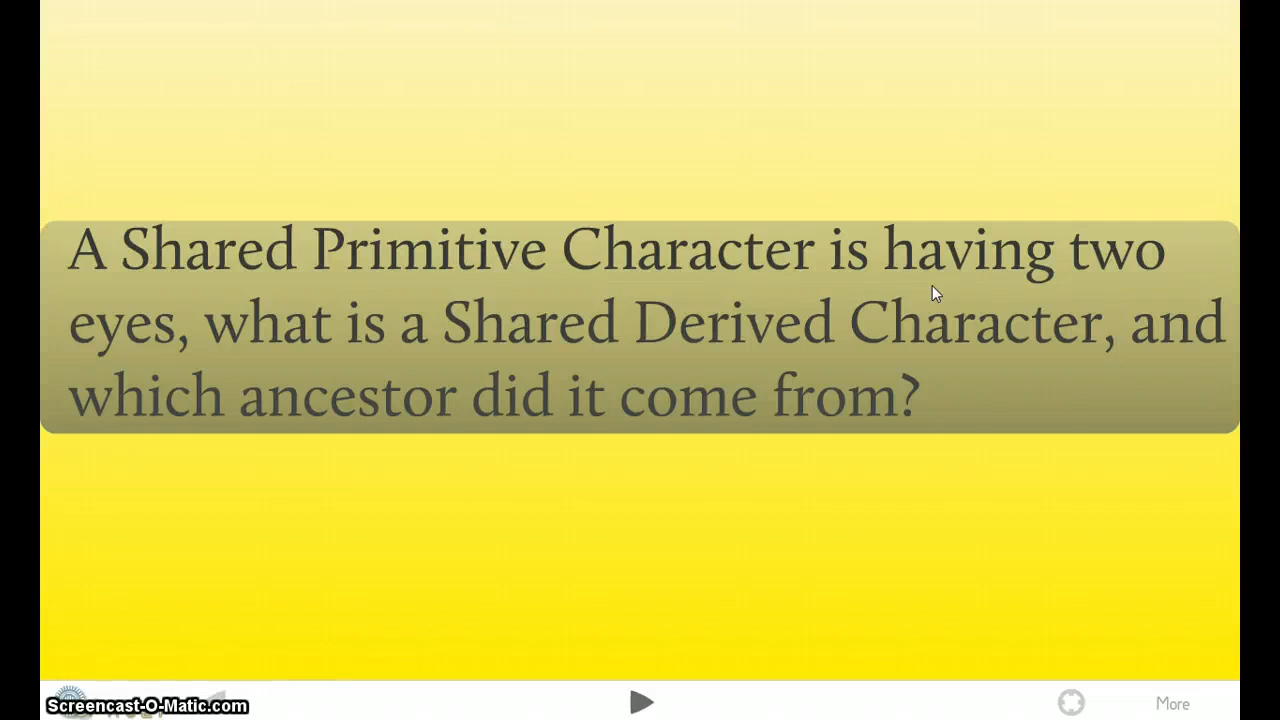 A Shared Primitive Character is having two
eyes, what is a Shared Derived Character, and
which ancestor did it come from?
Screencast-O-Matic.com
More